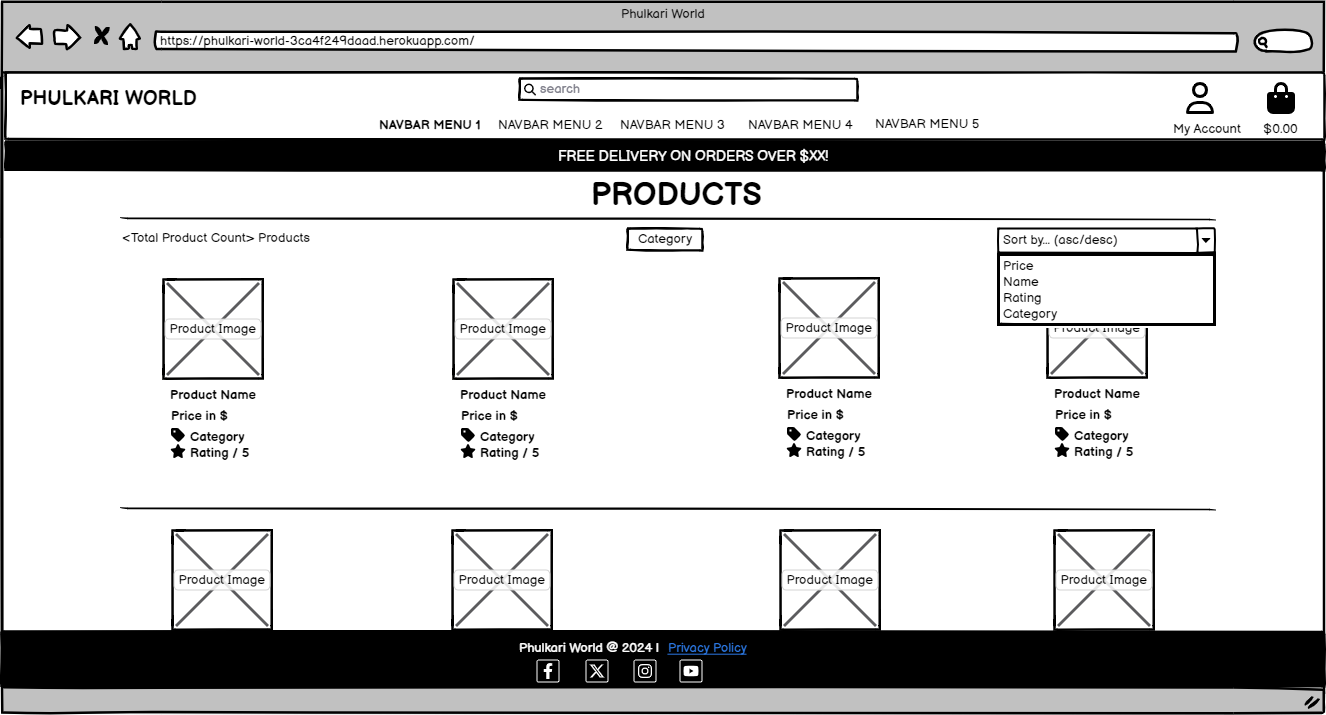 Phulkari World
https://phulkari-world-3ca4f249daad.herokuapp.com/
PHULKARI WORLD
search
My Account
$0.00
NAVBAR MENU 1 NAVBAR MENU 2 NAVBAR MENU 3 NAVBAR MENU 4 NAVBAR MENU 5
FREE DELIVERY ON ORDERS OVER $XX!
PRODUCTS
<Total Product Count> Products
Category
Sort by... (asc/desc)
Price
Name
Rating
Category
Product Image Product Image Product Image Product Image
Product Name Product Name Product Name Product Name
Price in $ Price in $ Price in $ Price in $
Category Category Category Category
Rating / 5 Rating / 5 Rating / 5 Rating / 5
Product Image Product Image Product Image Product Image
Phulkari World @ 2024 | Privacy Policy